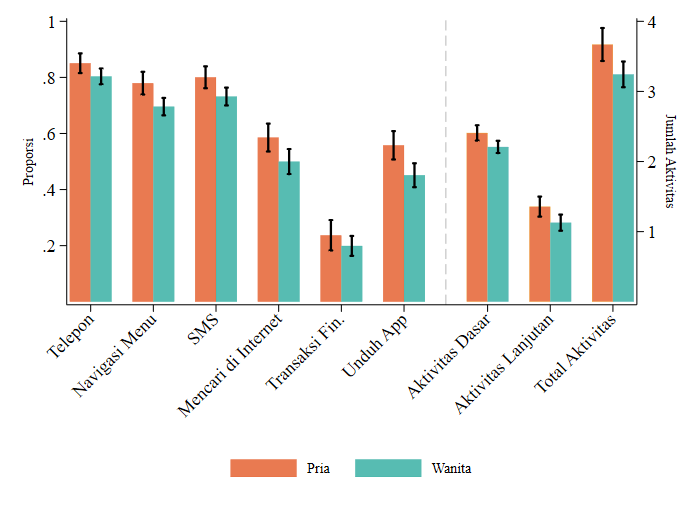 1
.8
.6
.4
.2
Proporsi
4
3
2
1
Jumlah Aktivitas
Telepon
Navigasi Menu
SMS
Mencari di Internet
Transaksi Fin.
Unduh App
Aktivitas Dasar
Aktivitas Lanjutan
Total Aktivitas
Pria
Wanita